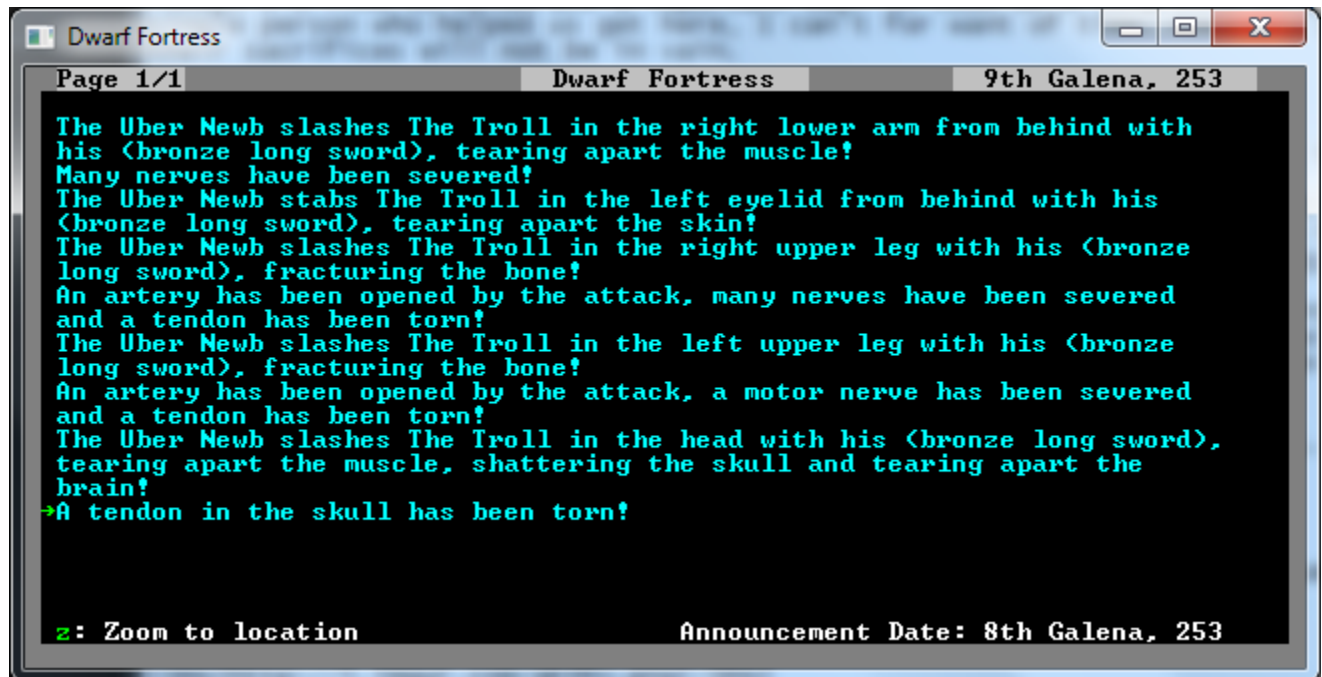 Dwarf Fortress
Page 1/1 Dwarf Fortress 9th Galena, 253
The Uber Newb slashes The Troll in the right lower arm from behind with
his (bronze long sword), tearing apart the muscle!
Many nerves have been severed!
The Uber Newb stabs The Troll in the left eyelid from behind with his
(bronze long sword), tearing apart the skin!
The Uber Newb slashes The Troll in the right upper leg with his (bronze
long sword), fracturing the bone!
An artery has been opened by the attack, many nerves have been severed
and a tendon has been torn!
The Uber Newb slashes The Troll in the left upper leg with his (bronze
long sword), fracturing the bone!
An artery has been opened by the attack, a motor nerve has been severed
and a tendon has been torn!
The Uber Newb slashes The Troll in the head with his (bronze long sword),
tearing apart the muscle, shattering the skull and tearing apart the
brain!
→A tendon in the skull has been torn!
z: Zoom to location Announcement Date: 8th Galena, 253